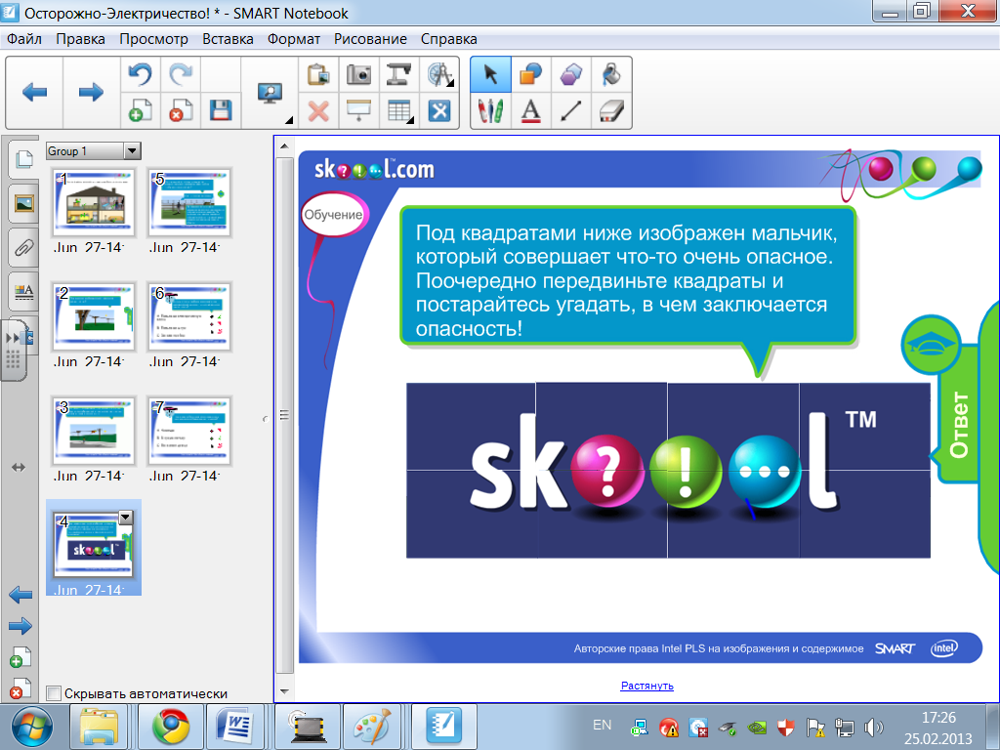 Осторожно-Электричество! * - SMART Notebook
Файл Правка Просмотр Вставка Формат Рисование Справка
Group 1
1
5
Jun 27-14:
Jun 27-14:
2
6
Jun 27-14:
Jun 27-14:
3
7
Jun 27-14:
Jun 27-14:
4
Jun 27-14:
Скрывать автоматически
sk?!...l.com
Обучение
Под квадратами ниже изображен мальчик,
который совершает что-то очень опасное.
Поочередно передвиньте квадраты и
постарайтесь угадать, в чем заключается
опасность!
Ответ
sk?!...l TM
Авторские права Intel PLS на изображения и содержимое SMART intel
Растянуть
EN
17:26
25.02.2013